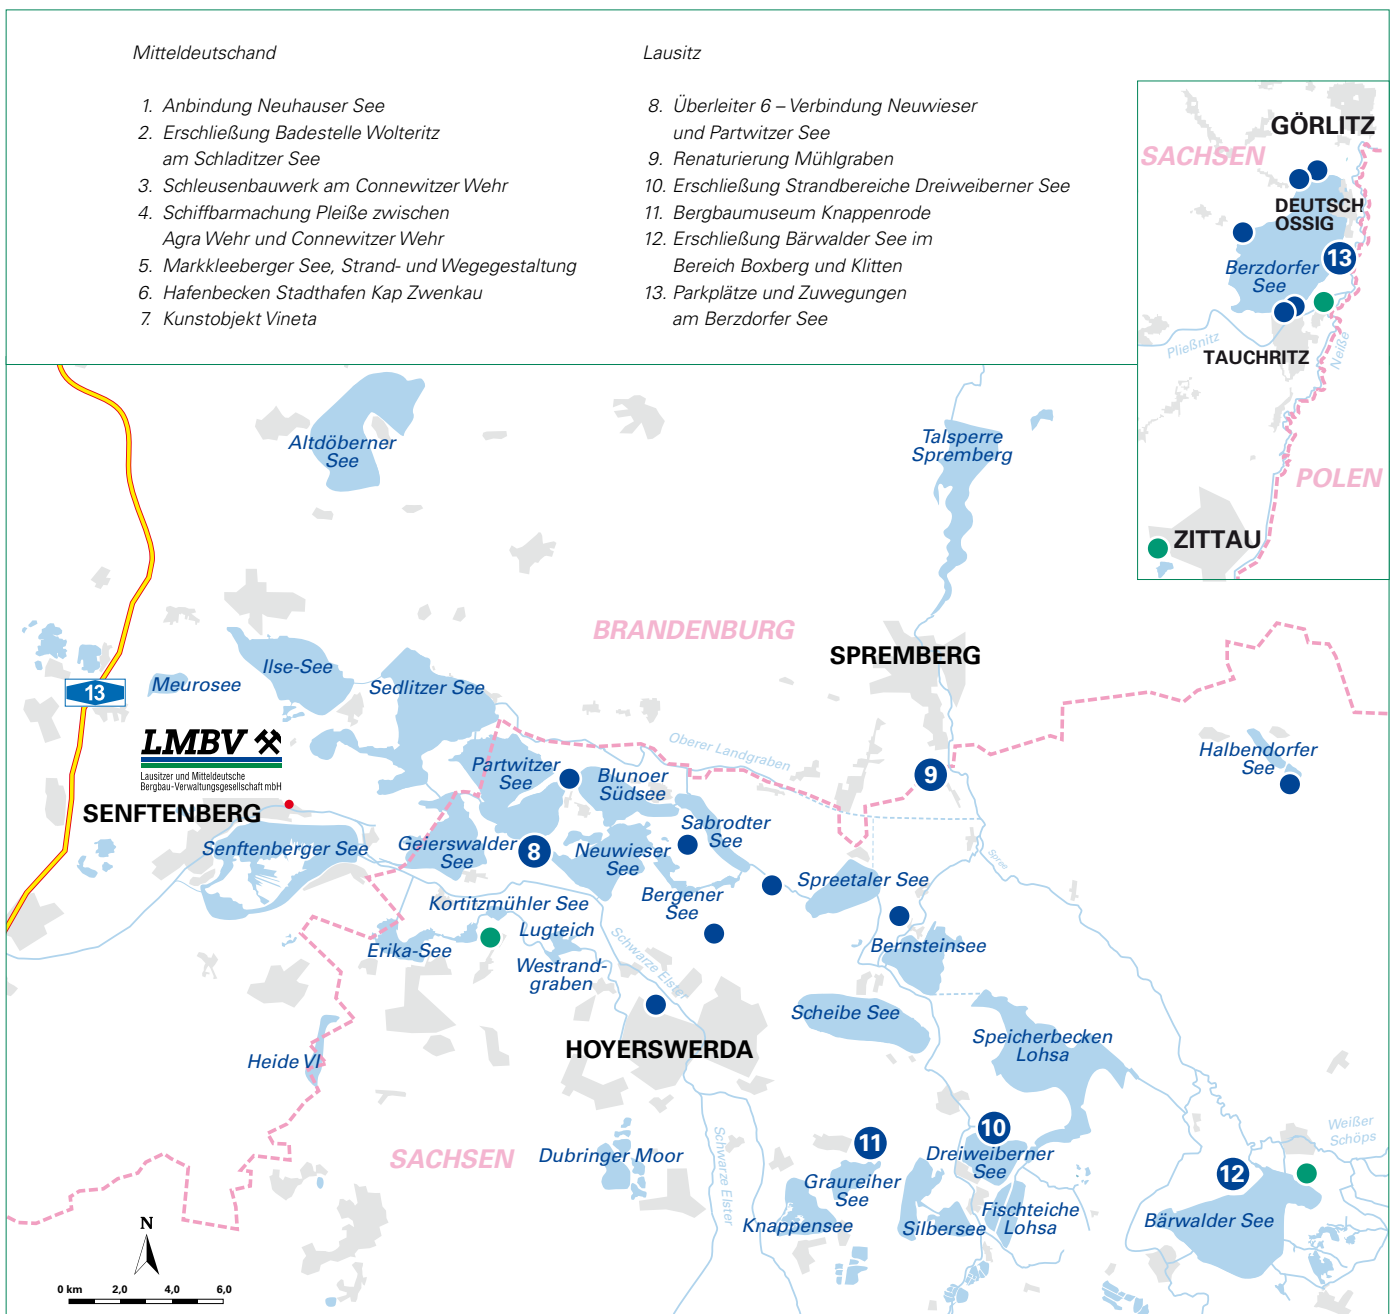 Mitteldeutschand
1. Anbindung Neuhauser See
2. Erschließung Badestelle Wolteritz
am Schladitzer See
3. Schleusenbauwerk am Connewitzer Wehr
4. Schiffbarmachung Pleiße zwischen
Agra Wehr und Connewitzer Wehr
5. Markkleeberger See, Strand- und Wegegestaltung
6. Hafenbecken Stadthafen Kap Zwenkau
7. Kunstobjekt Vineta
Lausitz
8. Überleiter 6 – Verbindung Neuwieser
und Partwitzer See
9. Renaturierung Mühlgraben
10. Erschließung Strandbereiche Dreiweiberner See
11. Bergbaumuseum Knappenrode
12. Erschließung Bärwalder See im
Bereich Boxberg und Klitten
13. Parkplätze und Zuwegungen
am Berzdorfer See
GÖRLITZ
SACHSEN
DEUTSCH
OSSIG
13
Berzdorfer
See
Pließnitz
Neiße
TAUCHRITZ
POLEN
ZITTAU
Altdöberner
See
Talsperre
Spremberg
BRANDENBURG
SPREMBERG
Ilse-See
Meurosee
13
Sedlitzer See
LMBV
Lausitzer und Mitteldeutsche
Bergbau-Verwaltungsgesellschaft mbH
SENFTENBERG
Senftenberger See
Oberer Landgraben
Partwitzer
See
Blunoer
Südsee
9
Halbendorfer
See
Sabrodter
See
Geierswalder
See
8
Neuwieser
See
Spree
Bergener
See
Spreetaler See
Kortitzmühler See
Lugteich
Erika-See
Westrand-
graben
Schwarze Elster
Bernsteinsee
Scheibe See
HOYERSWERDA
Speicherbecken
Lohsa
Heide VI
SACHSEN
Dubringer Moor
Schwarze Elster
11
Graureiher
See
10
Dreiweiberner
See
Weißer
Schöps
12
Knappensee
Silbersee
Fischteiche
Lohsa
Bärwalder See
N
0 km 2,0 4,0 6,0